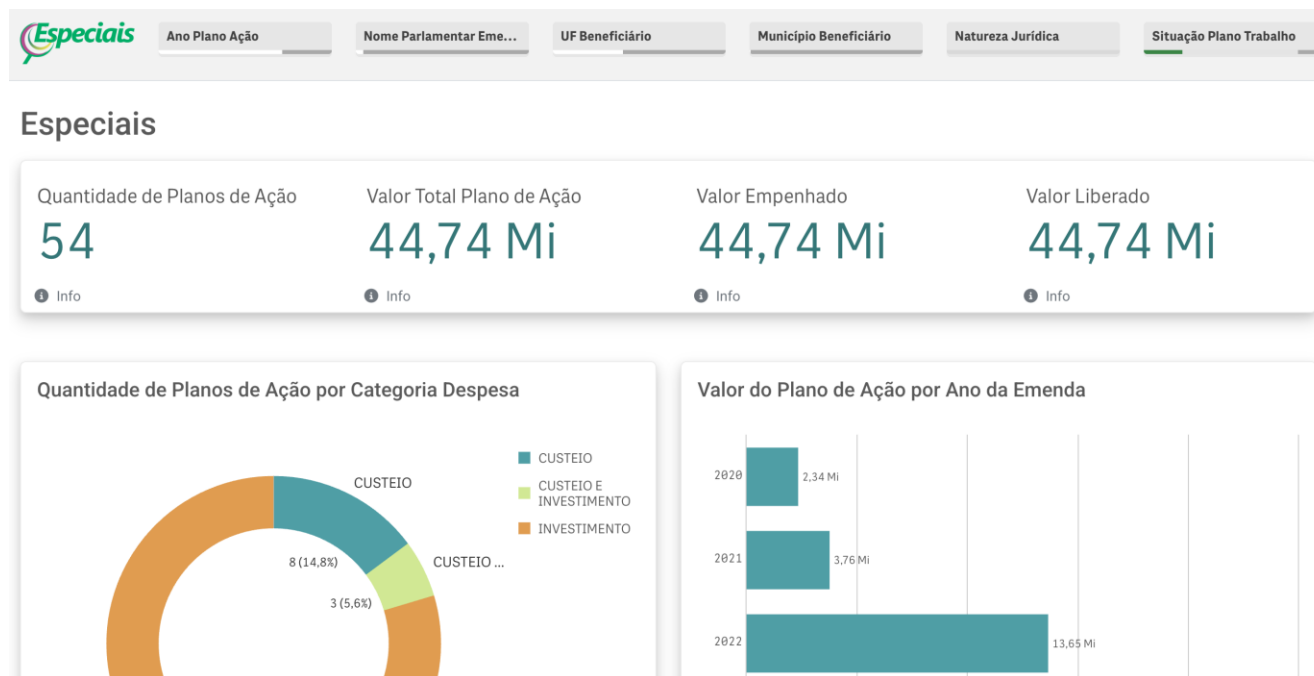 Especiais
Ano Plano Ação
Nome Parlamentar Eme...
UF Beneficiário
Município Beneficiário
Natureza Jurídica
Situação Plano Trabalho
Especiais
Quantidade de Planos de Ação
54
Info
Valor Total Plano de Ação
44,74 Mi
Info
Valor Empenhado
44,74 Mi
Info
Valor Liberado
44,74 Mi
Info
Quantidade de Planos de Ação por Categoria Despesa
CUSTEIO
CUSTEIO E
INVESTIMENTO
INVESTIMENTO
CUSTEIO
8 (14,8%)
CUSTEIO ...
3 (5,6%)
Valor do Plano de Ação por Ano da Emenda
2020
2,34 Mi
2021
3,76 Mi
2022
13,65 Mi